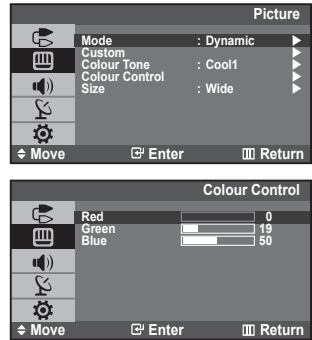 Picture
Mode : Dynamic
Custom
Colour Tone : Cool1
Colour Control
Size : Wide
Move Enter Return
Colour Control
Red 0
Green 19
Blue 50
Move Enter Return